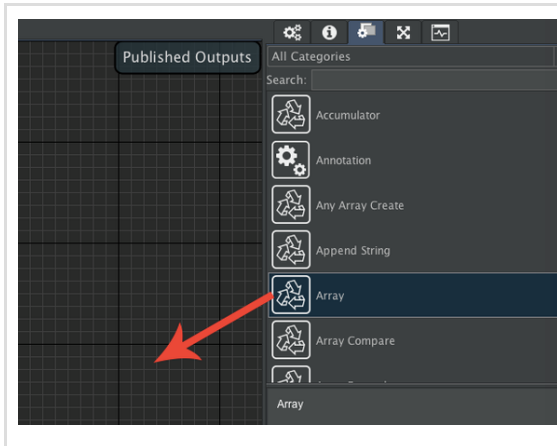 Published Outputs
All Categories
Search:
Accumulator
Annotation
Any Array Create
Append String
Array
Array Compare
Array